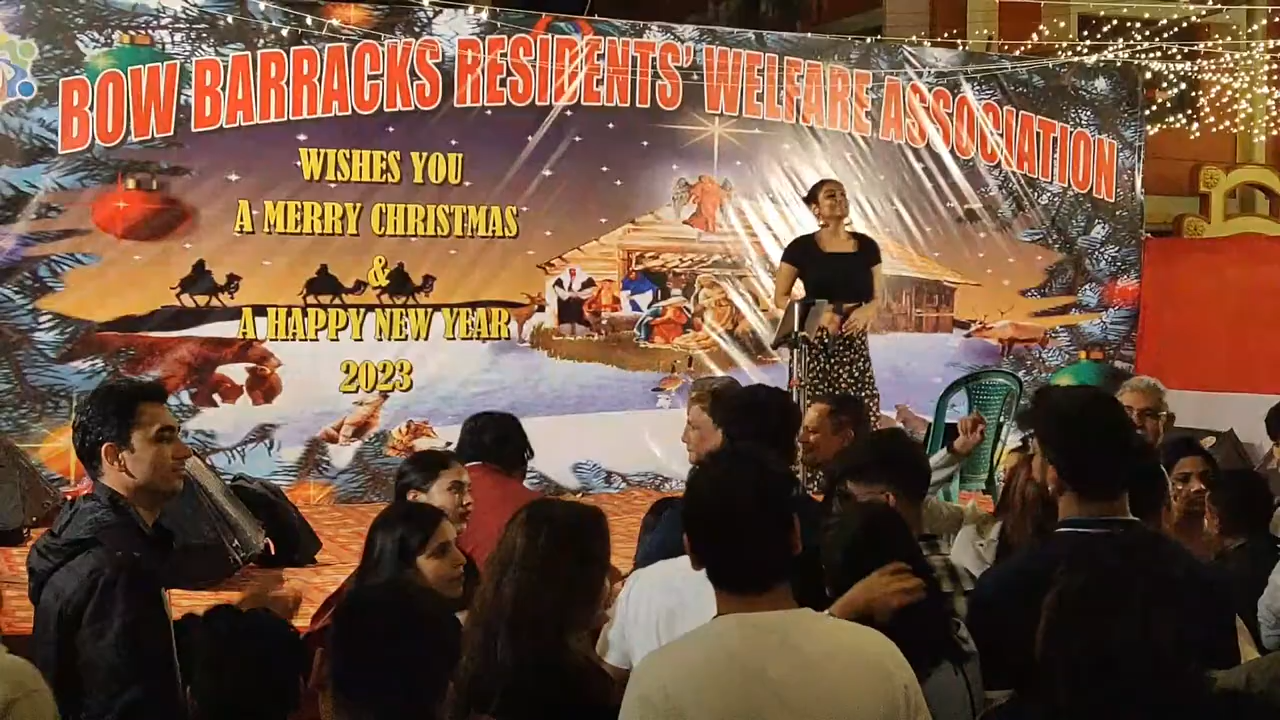 BOW BARRACKS RESIDENTS' WELFARE ASSOCIATION
WISHES YOU
A MERRY CHRISTMAS
&
A HAPPY NEW YEAR
2023